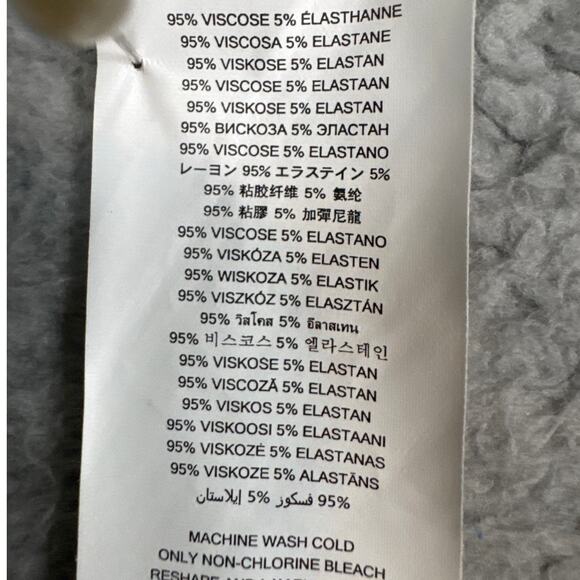 95% VISCOSE 5% ÉLASTHANNE
95% VISCOSA 5% ELASTANE
95% VISKOSE 5% ELASTAN
95% VISCOSE 5% ELASTAAN
95% VISKOSE 5% ELASTAN
95% ВИСКОЗА 5% ЭЛАСТАН
95% VISCOSE 5% ELASTANO
レーヨン 95% エラステイン 5%
95% 粘胶纤维 5% 氨纶
95% 粘膠 5% 加彈尼龍
95% VISCOSE 5% ELASTANO
95% VISKÓZA 5% ELASTEN
95% WISKOZA 5% ELASTIK
95% VISZKÓZ 5% ELASZTÁN
95% วิสโคส 5% อีลาสเทน
95% 비스코스 5% 엘라스테인
95% VISKOSE 5% ELASTAN
95% VISCOZĂ 5% ELASTAN
95% VISKOS 5% ELASTAN
95% VISKOOSI 5% ELASTAANI
95% VISKOZĖ 5% ELASTANAS
95% VISKOZE 5% ALASTĀNS
95% فسكوز 5% إيلاستان
MACHINE WASH COLD
ONLY NON-CHLORINE BLEACH
RESHAPE AND